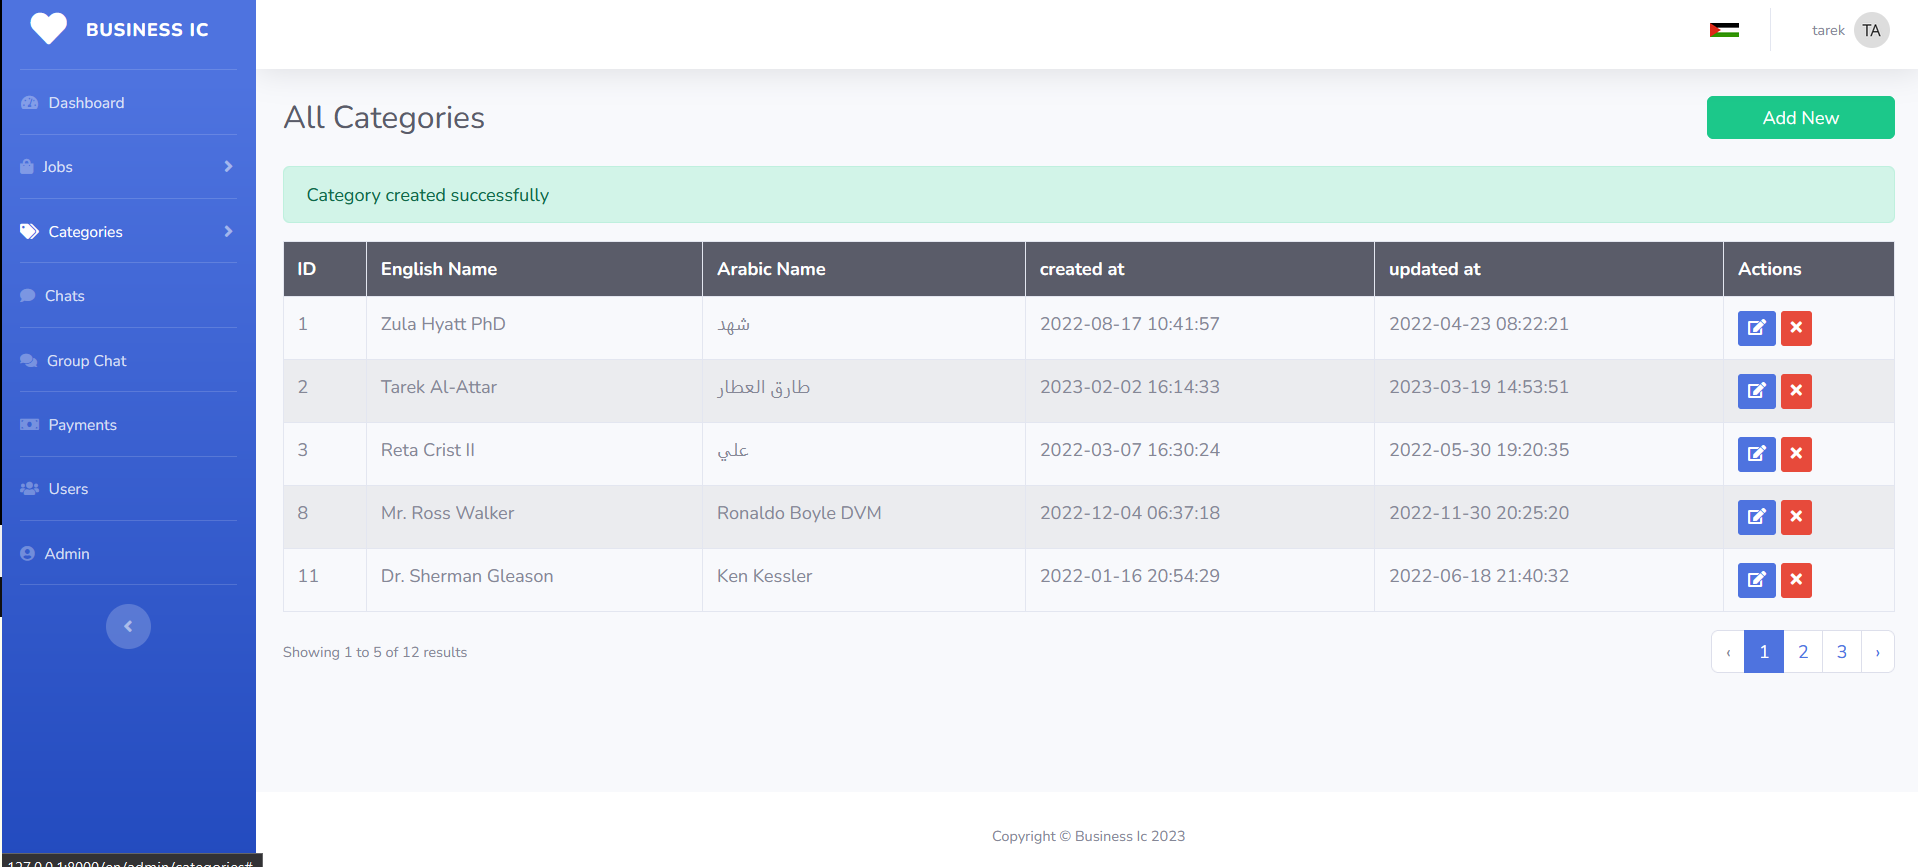 BUSINESS IC
tarek TA
Dashboard
Jobs
Categories
Chats
Group Chat
Payments
Users
Admin
All Categories
Add New
Category created successfully
ID English Name Arabic Name created at updated at Actions
1 Zula Hyatt PhD شهد 2022-08-17 10:41:57 2022-04-23 08:22:21
2 Tarek Al-Attar طارق العطار 2023-02-02 16:14:33 2023-03-19 14:53:51
3 Reta Crist II علي 2022-03-07 16:30:24 2022-05-30 19:20:35
8 Mr. Ross Walker Ronaldo Boyle DVM 2022-12-04 06:37:18 2022-11-30 20:25:20
11 Dr. Sherman Gleason Ken Kessler 2022-01-16 20:54:29 2022-06-18 21:40:32
Showing 1 to 5 of 12 results
‹ 1 2 3 ›
Copyright © Business Ic 2023
127.0.0.1:8000/en/admin/categories#